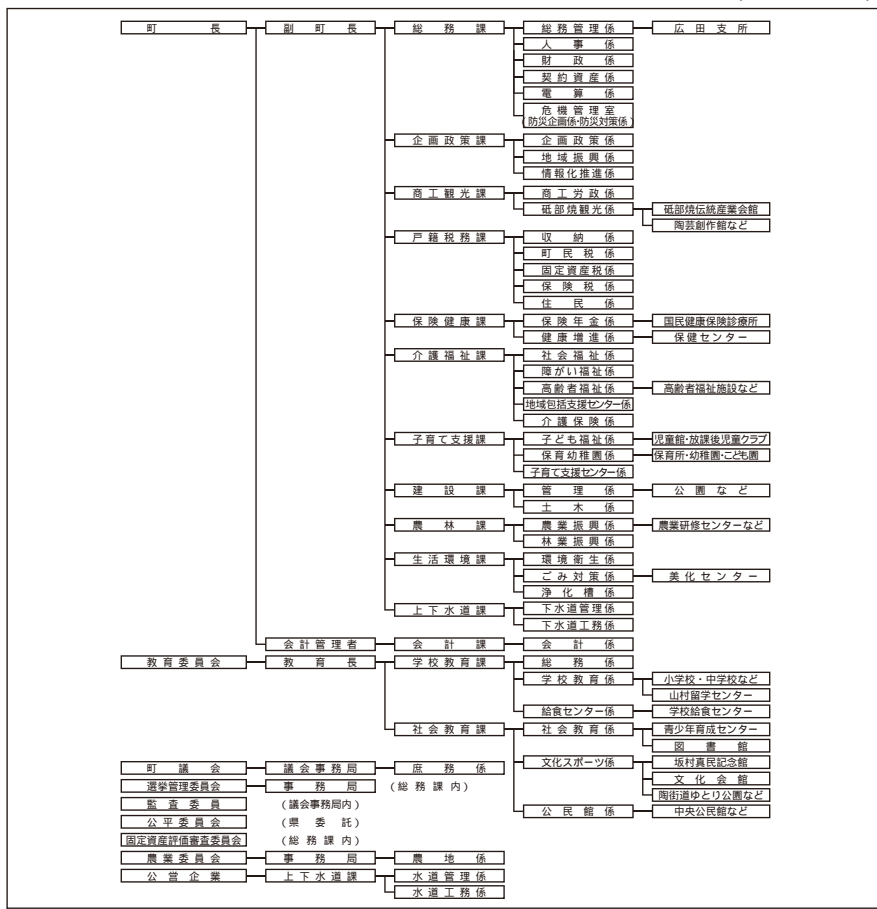 町長 副町長 総務課 総務管理係 広田支所
人事係
財政係
契約資産係
電算係
危機管理室
(防災企画係・防災対策係)
企画政策課 企画政策係
地域振興係
情報化推進係
商工観光課 商工労政係
砥部焼観光係 砥部焼伝統産業会館
陶芸創作館など
戸籍税務課 収納係
町民税係
固定資産税係
保険税係
住民係
保険健康課 保険年金係 国民健康保険診療所
健康増進係 保健センター
介護福祉課 社会福祉係
障がい福祉係
高齢者福祉係 高齢者福祉施設など
地域包括支援センター係
介護保険係
子育て支援課 子ども福祉係 児童館・放課後児童クラブ
保育幼稚園係 保育所・幼稚園・こども園
子育て支援センター係
建設課 管理係 公園など
土木係
農林課 農業振興係 農業研修センターなど
林業振興係
生活環境課 環境衛生係
ごみ対策係 美化センター
浄化槽係
上下水道課 下水道管理係
下水道工務係
会計管理者 会計課 会計係
教育委員会 教育長 学校教育課 総務係
学校教育係 小学校・中学校など
山村留学センター
給食センター係 学校給食センター
社会教育課 社会教育係 青少年育成センター
図書館
文化スポーツ係 坂村真民記念館
文化会館
陶街道ゆとり公園など
公民館係 中央公民館など
町議会 議会事務局 庶務係
選挙管理委員会 事務局 (総務課内)
監査委員 (議会事務局内)
公平委員会 (県委託)
固定資産評価審査委員会 (総務課内)
農業委員会 事務局 農地係
公営企業 上下水道課 水道管理係
水道工務係